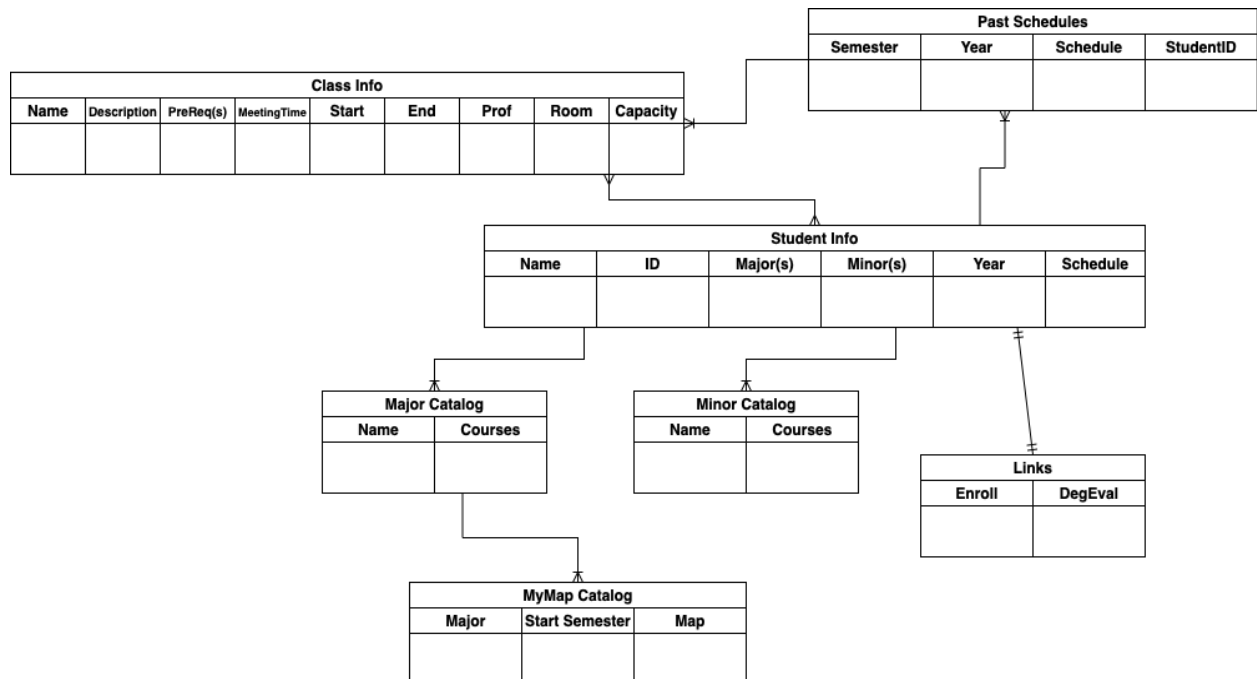 Past Schedules
Semester Year Schedule StudentID
Class Info
Name Description PreReq(s) MeetingTime Start End Prof Room Capacity
Student Info
Name ID Major(s) Minor(s) Year Schedule
Major Catalog
Name Courses
Minor Catalog
Name Courses
Links
Enroll DegEval
MyMap Catalog
Major Start Semester Map